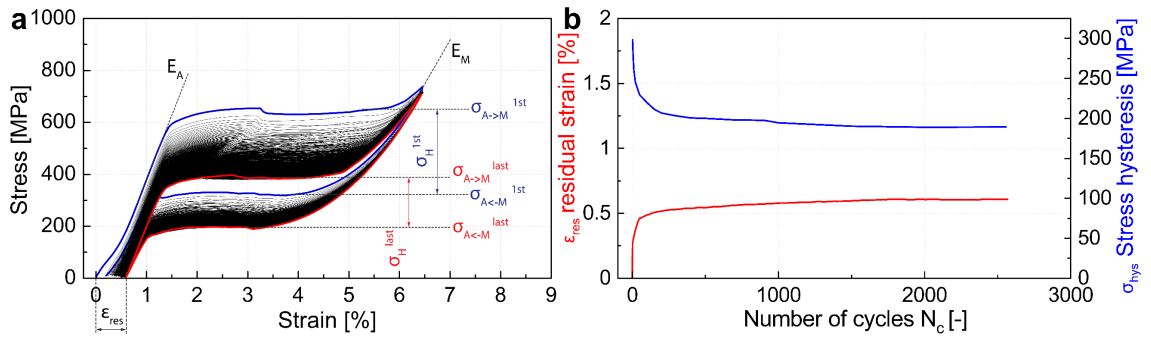 a
Stress [MPa]
1000
800
600
400
200
0
0 1 2 3 4 5 6 7 8 9
Strain [%]
ε_res
E_A
E_M
σ_A->M^1st
σ_H^1st
σ_A->M^last
σ_A<-M^1st
σ_A<-M^last
σ_H^last
b
ε_res residual strain [%]
2
1.5
1
0.5
0
0 1000 2000 3000
Number of cycles N_c [-]
300
250
200
150
100
50
0
σ_hys Stress hysteresis [MPa]